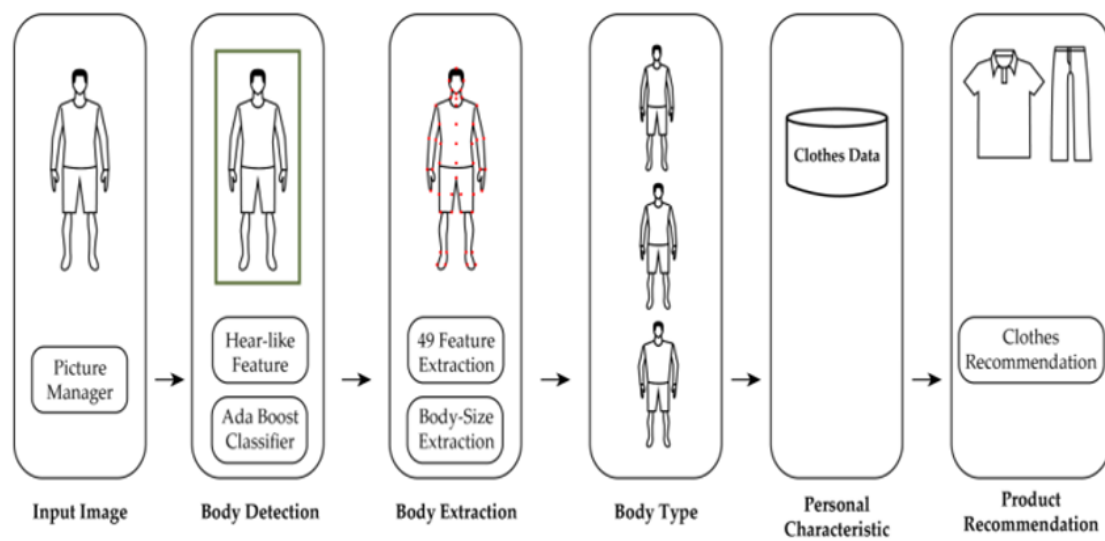 Picture
Manager
Hear-like
Feature
Ada Boost
Classifier
49 Feature
Extraction
Body-Size
Extraction
Clothes Data
Clothes
Recommendation
Input Image
Body Detection
Body Extraction
Body Type
Personal
Characteristic
Product
Recommendation